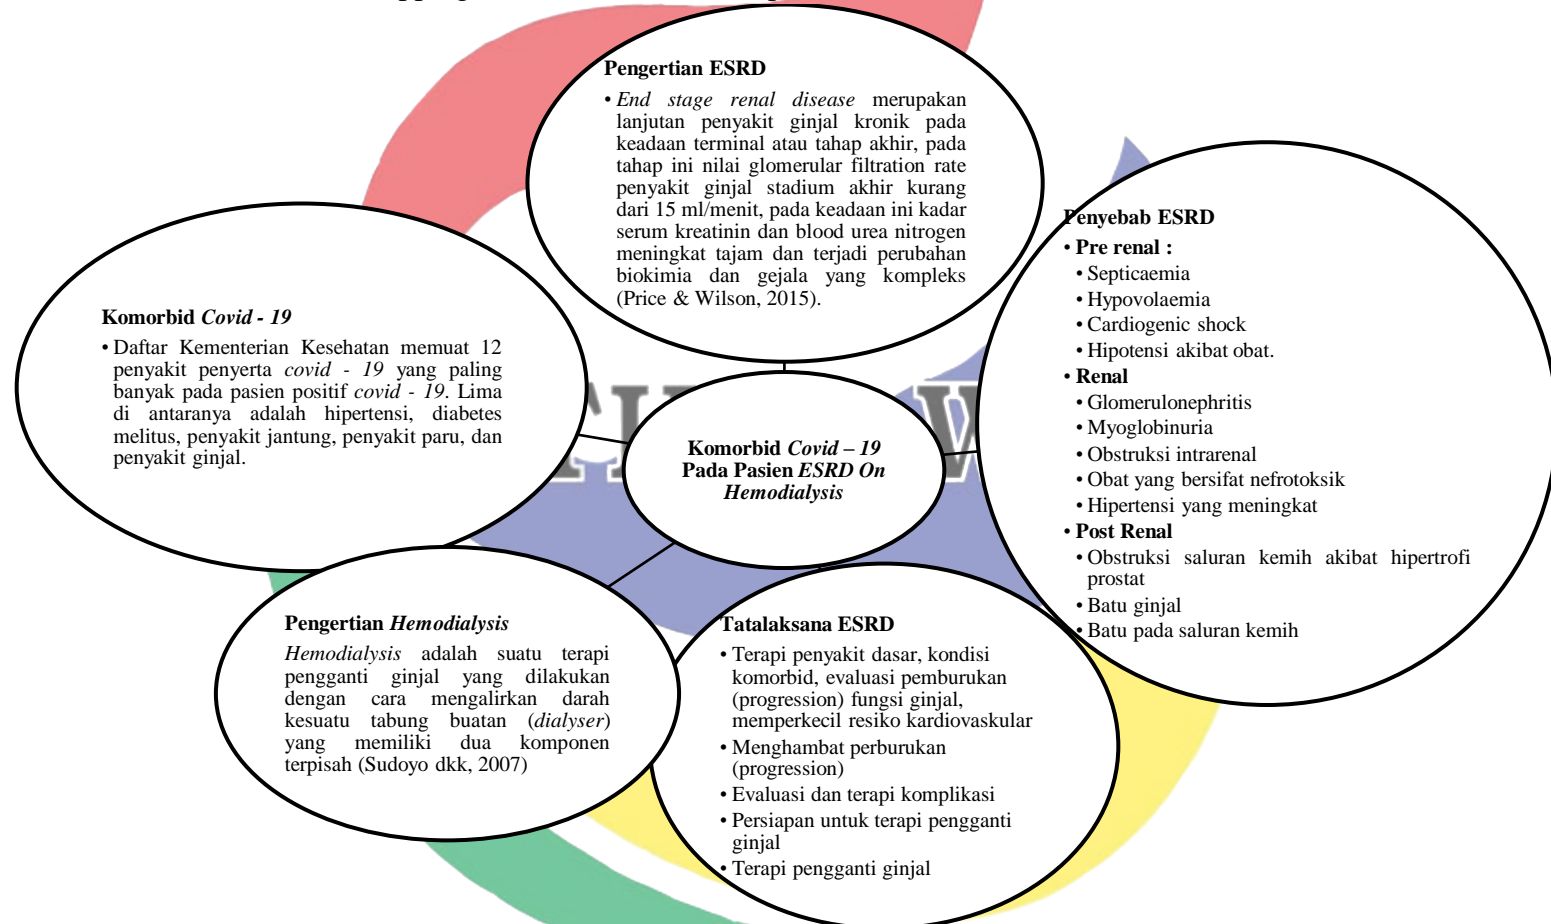 Pengertian ESRD
• End stage renal disease merupakan
lanjutan penyakit ginjal kronik pada
keadaan terminal atau tahap akhir, pada
tahap ini nilai glomerular filtration rate
penyakit ginjal stadium akhir kurang
dari 15 ml/menit, pada keadaan ini kadar
serum kreatinin dan blood urea nitrogen
meningkat tajam dan terjadi perubahan
biokimia dan gejala yang kompleks
(Price & Wilson, 2015).
Komorbid Covid - 19
• Daftar Kementerian Kesehatan memuat 12
penyakit penyerta covid - 19 yang paling
banyak pada pasien positif covid - 19. Lima
di antaranya adalah hipertensi, diabetes
melitus, penyakit jantung, penyakit paru, dan
penyakit ginjal.
Komorbid Covid – 19
Pada Pasien ESRD On
Hemodialysis
Penyebab ESRD
• Pre renal :
• Septicaemia
• Hypovolaemia
• Cardiogenic shock
• Hipotensi akibat obat.
• Renal
• Glomerulonephritis
• Myoglobinuria
• Obstruksi intrarenal
• Obat yang bersifat nefrotoksik
• Hipertensi yang meningkat
• Post Renal
• Obstruksi saluran kemih akibat hipertrofi
prostat
• Batu ginjal
• Batu pada saluran kemih
Pengertian Hemodialysis
Hemodialysis adalah suatu terapi
pengganti ginjal yang dilakukan
dengan cara mengalirkan darah
kesuatu tabung buatan (dialyser)
yang memiliki dua komponen
terpisah (Sudoyo dkk, 2007)
Tatalaksana ESRD
• Terapi penyakit dasar, kondisi
komorbid, evaluasi pemburukan
(progression) fungsi ginjal,
memperkecil resiko kardiovaskular
• Menghambat perburukan
(progression)
• Evaluasi dan terapi komplikasi
• Persiapan untuk terapi pengganti
ginjal
• Terapi pengganti ginjal